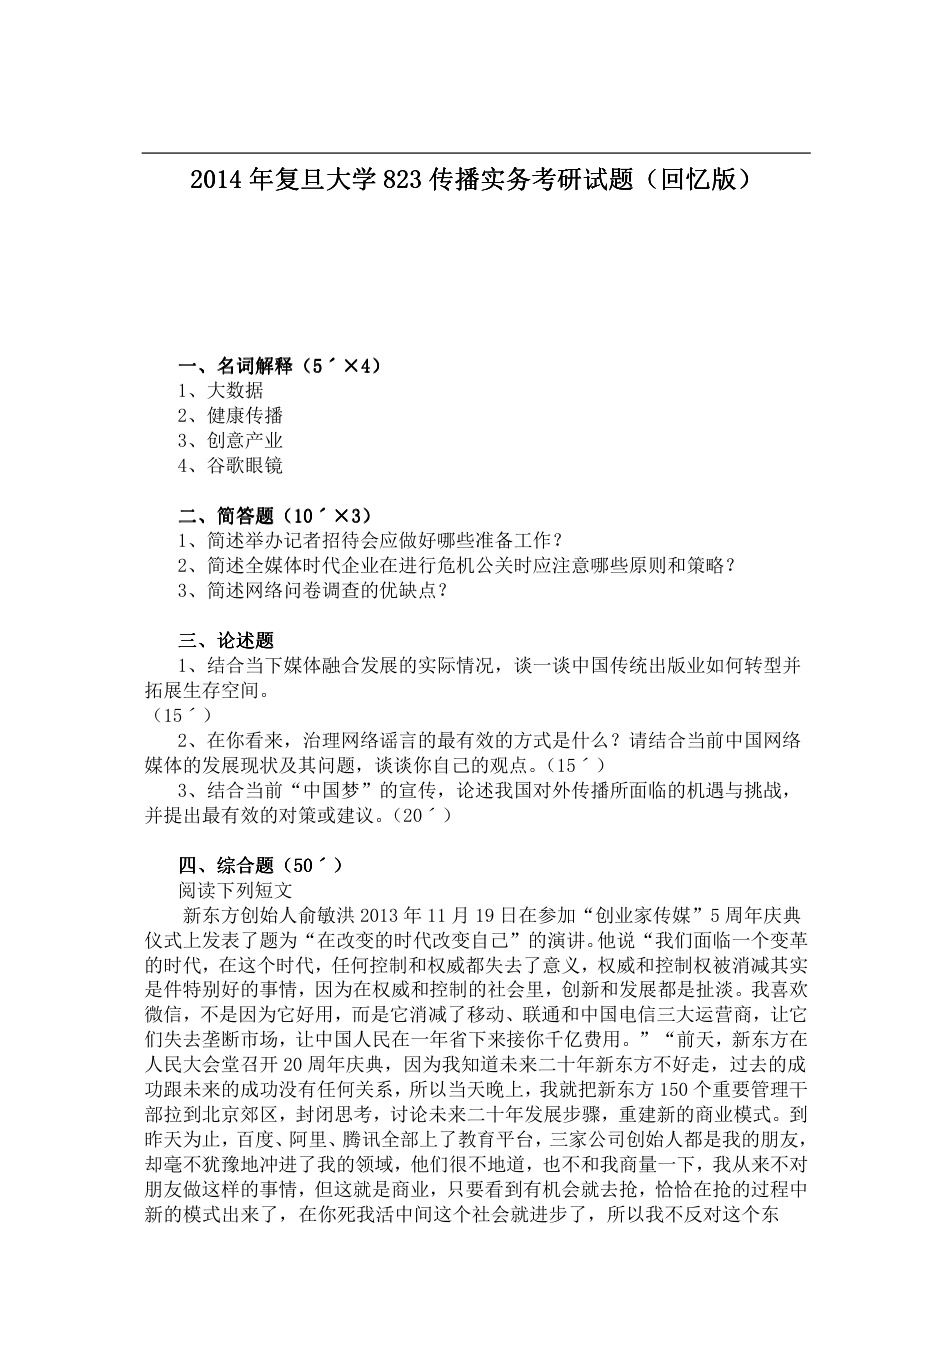 2014 年复旦大学 823 传播实务考研试题（回忆版）
一、名词解释（5´×4）
1、大数据
2、健康传播
3、创意产业
4、谷歌眼镜
二、简答题（10´×3）
1、简述举办记者招待会应做好哪些准备工作？
2、简述全媒体时代企业在进行危机公关时应注意哪些原则和策略？
3、简述网络问卷调查的优缺点？
三、论述题
1、结合当下媒体融合发展的实际情况，谈一谈中国传统出版业如何转型并
拓展生存空间。
（15´）
2、在你看来，治理网络谣言的最有效的方式是什么？请结合当前中国网络
媒体的发展现状及其问题，谈谈你自己的观点。（15´）
3、结合当前“中国梦”的宣传，论述我国对外传播所面临的机遇与挑战，
并提出最有效的对策或建议。（20´）
四、综合题（50´）
阅读下列短文
新东方创始人俞敏洪 2013 年 11 月 19 日在参加“创业家传媒”5 周年庆典
仪式上发表了题为“在改变的时代改变自己”的演讲。他说“我们面临一个变革
的时代，在这个时代，任何控制和权威都失去了意义，权威和控制权被消减其实
是件特别好的事情，因为在权威和控制的社会里，创新和发展都是扯淡。我喜欢
微信，不是因为它好用，而是它消减了移动、联通和中国电信三大运营商，让它
们失去垄断市场，让中国人民在一年省下来接你千亿费用。”“前天，新东方在
人民大会堂召开 20 周年庆典，因为我知道未来二十年新东方不好走，过去的成
功跟未来的成功没有任何关系，所以当天晚上，我就把新东方 150 个重要管理干
部拉到北京郊区，封闭思考，讨论未来二十年发展步骤，重建新的商业模式。到
昨天为止，百度、阿里、腾讯全部上了教育平台，三家公司创始人都是我的朋友，
却毫不犹豫地冲进了我的领域，他们很不地道，也不和我商量一下，我从来不对
朋友做这样的事情，但这就是商业，只要看到有机会就去抢，恰恰在抢的过程中
新的模式出来了，在你死我活中间这个社会就进步了，所以我不反对这个东